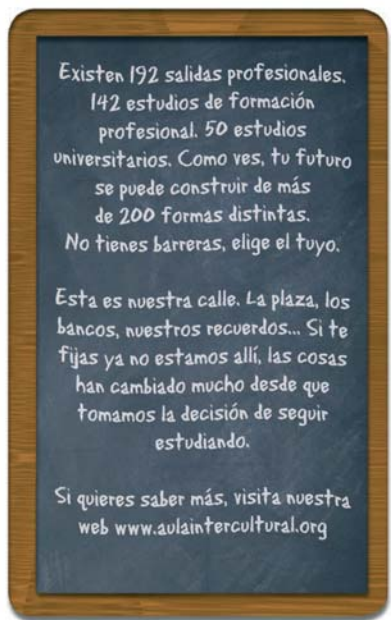 Existen 192 salidas profesionales.
142 estudios de formación
profesional. 50 estudios
universitarios. Como ves, tu futuro
se puede construir de más
de 200 formas distintas.
No tienes barreras, elige el tuyo.
Esta es nuestra calle. La plaza, los
bancos, nuestros recuerdos... Si te
fijas ya no estamos allí, las cosas
han cambiado mucho desde que
tomamos la decisión de seguir
estudiando.
Si quieres saber más, visita nuestra
web www.aulaintercultural.org